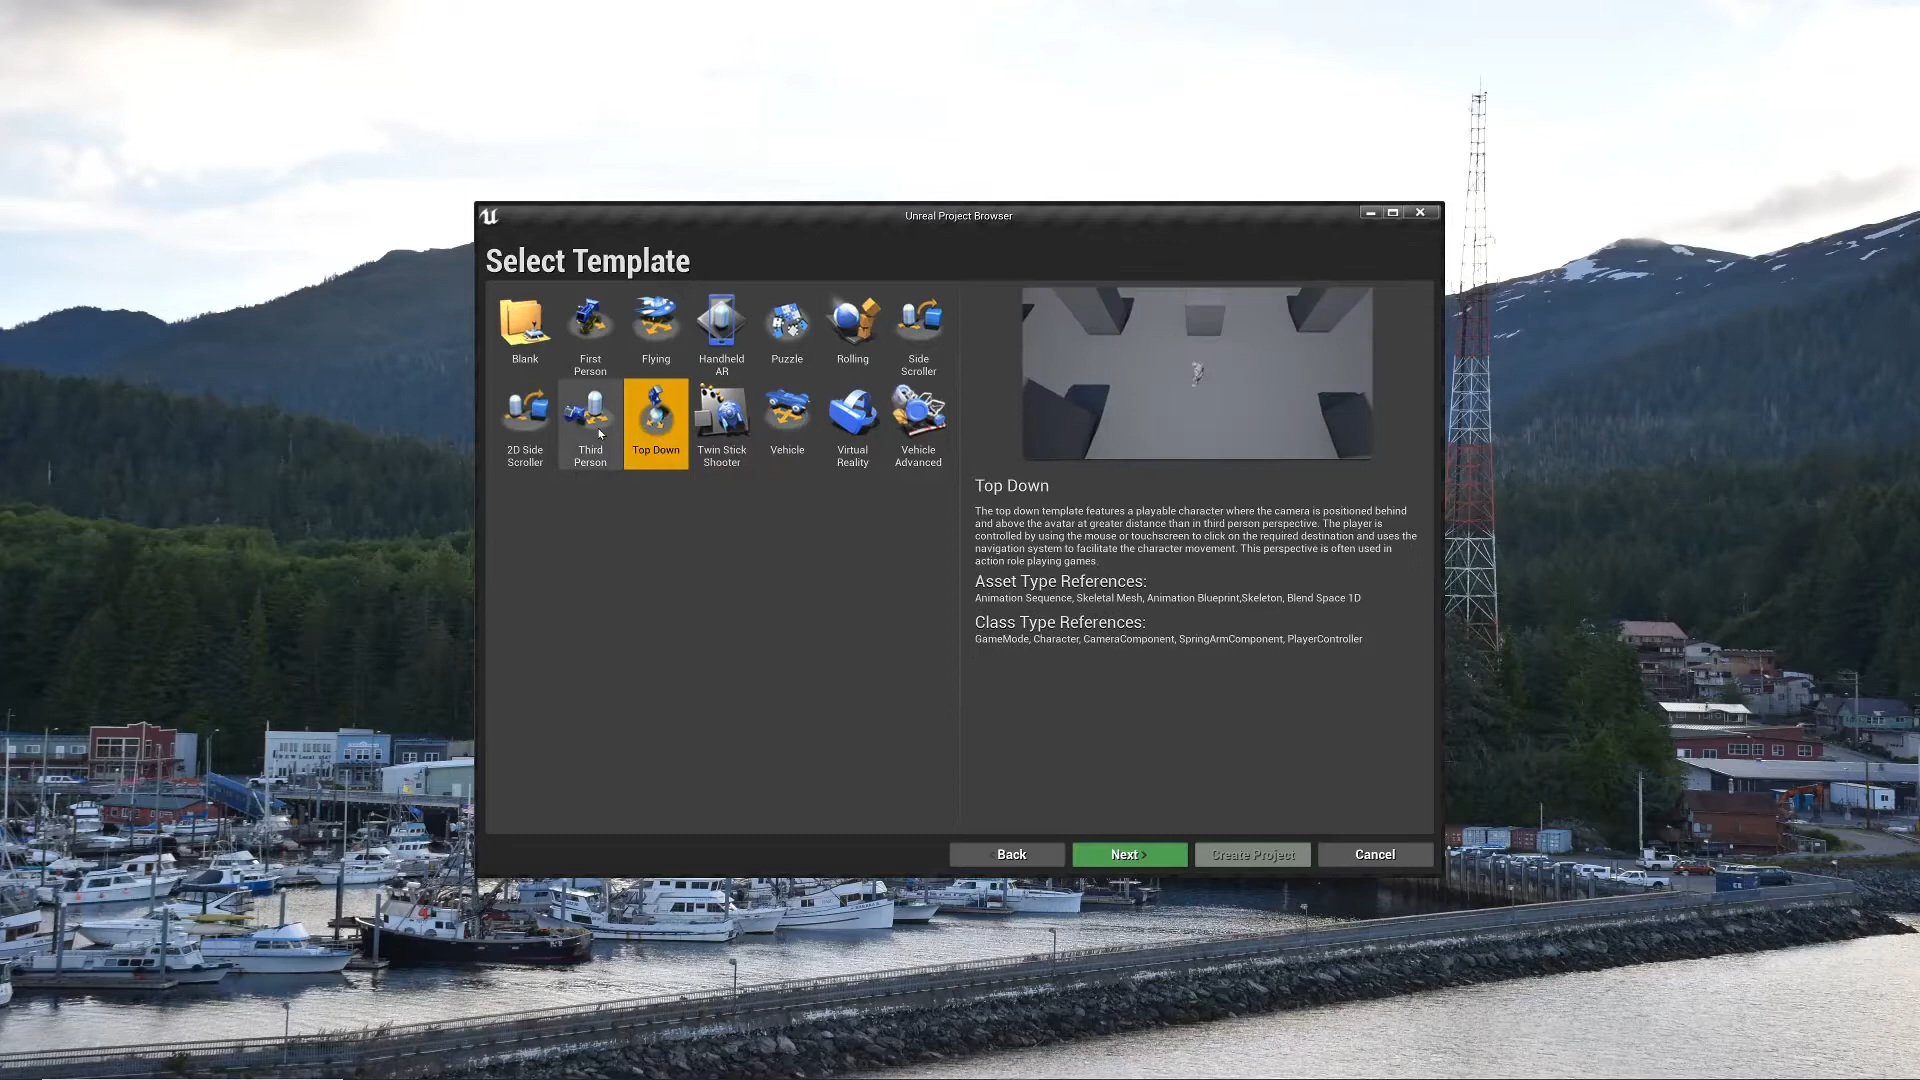 Unreal Project Browser
Select Template
Blank
First
Person
Flying
Handheld
AR
Puzzle
Rolling
Side
Scroller
2D Side
Scroller
Third
Person
Top Down
Twin Stick
Shooter
Vehicle
Virtual
Reality
Vehicle
Advanced
Top Down
The top down template features a playable character where the camera is positioned behind
and above the avatar at greater distance than in third person perspective. The player is
controlled by using the mouse or touchscreen to click on the required destination and uses the
navigation system to facilitate the character movement. This perspective is often used in
action role playing games.
Asset Type References:
Animation Sequence, Skeletal Mesh, Animation Blueprint,Skeleton, Blend Space 1D
Class Type References:
GameMode, Character, CameraComponent, SpringArmComponent, PlayerController
Back
Next
Create Project
Cancel